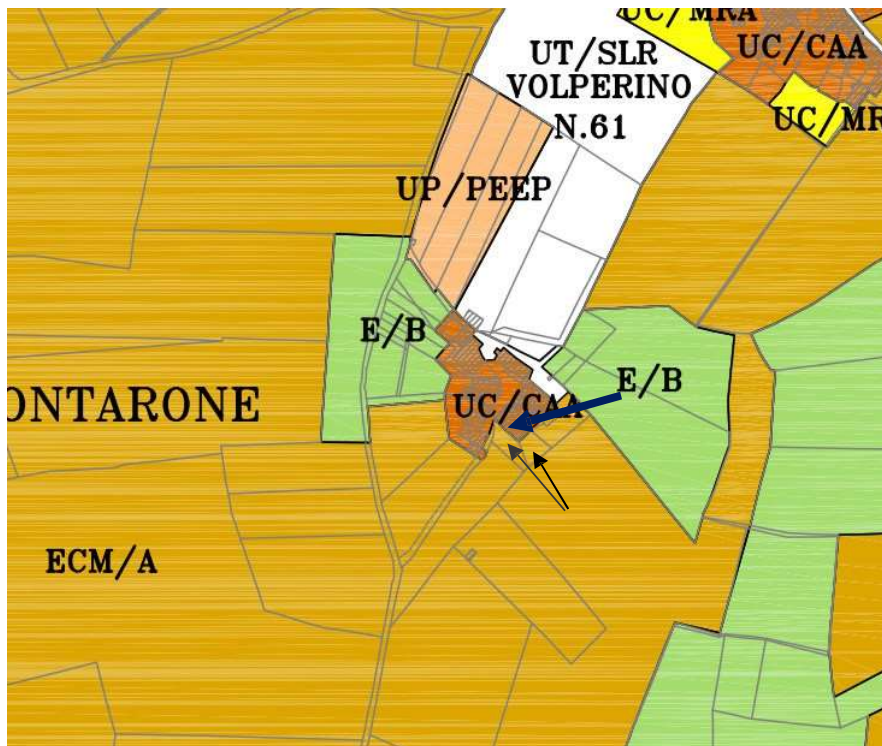 UC/MRA
UT/SLR
VOLPERINO
N.61
UC/CAA
UC/MR
UP/PEEP
E/B
E/B
ONTARONE
UC/CAA
ECM/A